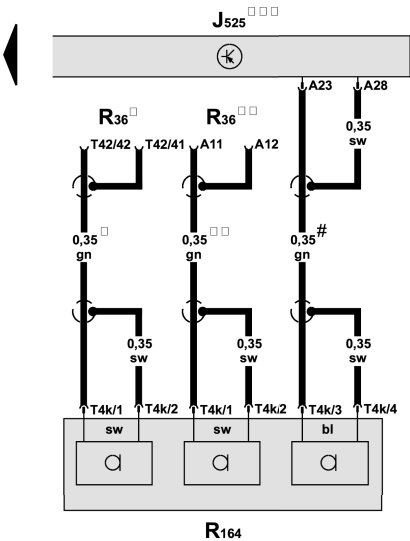 J525 □ □ □
A23 A28
R36 □ R36 □ □
0,35
sw
T42/42 T42/41 A11 A12
0,35 □ 0,35 □ □ 0,35 #
gn gn gn
0,35 0,35 0,35
sw sw sw
T4k/1 T4k/2 T4k/1 T4k/2 T4k/3 T4k/4
sw sw bl
R164